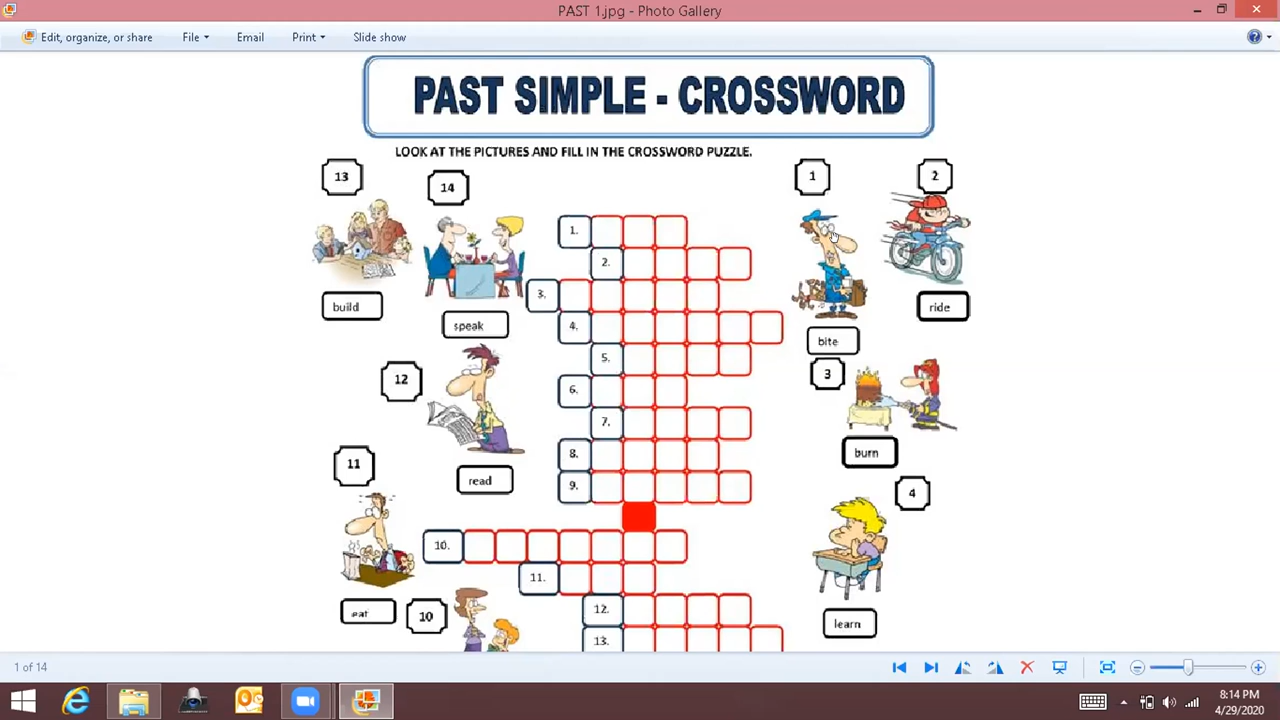 PAST 1.jpg - Photo Gallery
Edit, organize, or share File Email Print Slide show
PAST SIMPLE - CROSSWORD
LOOK AT THE PICTURES AND FILL IN THE CROSSWORD PUZZLE.
13
14
1
2
1.
2.
3.
4.
5.
6.
7.
8.
9.
10.
11.
12.
13.
build
speak
bite
ride
12
3
read
burn
11
4
eat
10
learn
1 of 14
8:14 PM
4/29/2020